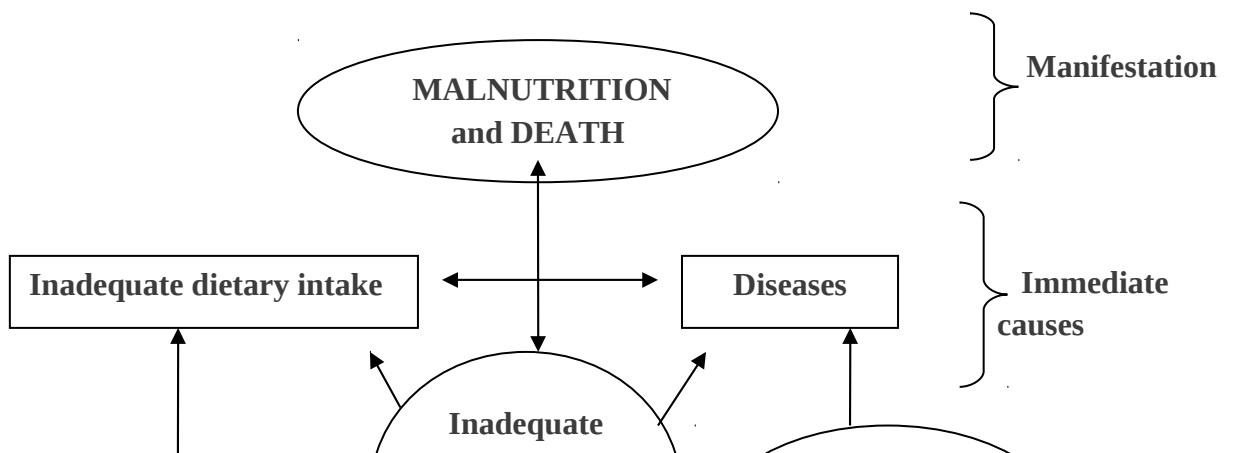 Manifestation
MALNUTRITION
and DEATH
Inadequate dietary intake
Diseases
Immediate
causes
Inadequate